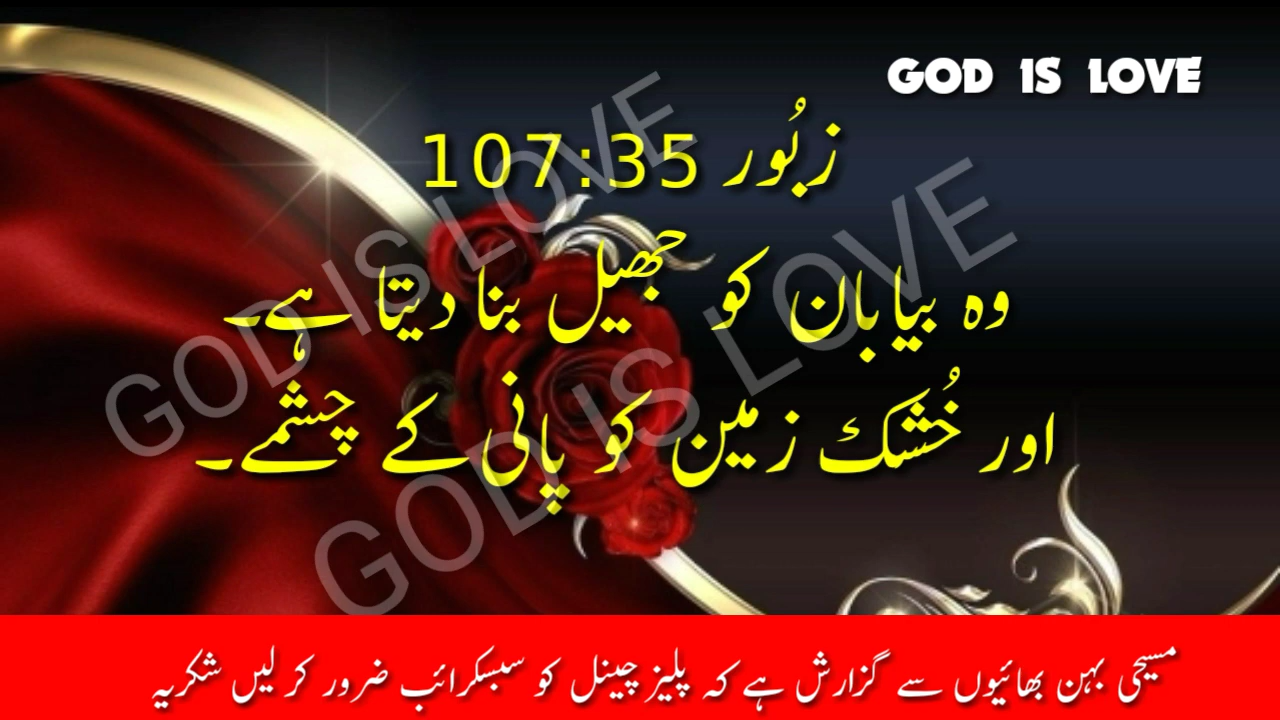 GOD IS LOVE
زبُور 107:35
وہ بیابان کو جھیل بنا دیتا ہے۔
اور خُشک زمین کو پانی کے چشمے۔
GOD IS LOVE
GOD IS LOVE
مسیحی بہن بھائیوں سے گزارش ہے کہ پلیز چینل کو سبسکرائب ضرور کر لیں شکریہ